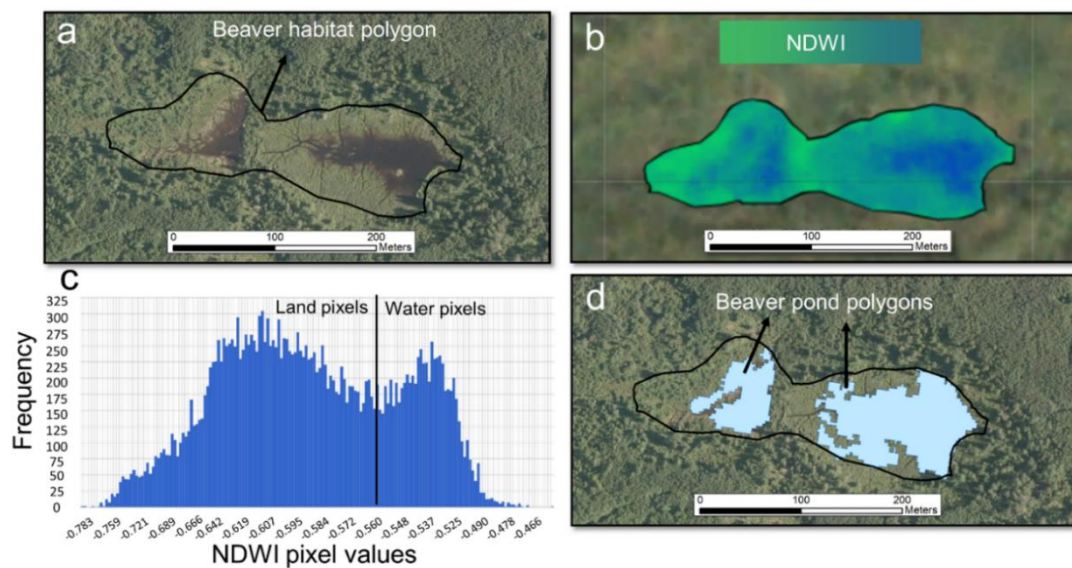 a
Beaver habitat polygon
0 100 200
Meters
b
NDWI
0 100 200
Meters
c
Land pixels Water pixels
Frequency
325
300
275
250
225
200
175
150
125
100
75
50
25
0
-0.783 -0.759 -0.721 -0.689 -0.666 -0.642 -0.619 -0.607 -0.595 -0.584 -0.572 -0.560 -0.548 -0.537 -0.525 -0.490 -0.478 -0.466
NDWI pixel values
d
Beaver pond polygons
0 100 200
Meters